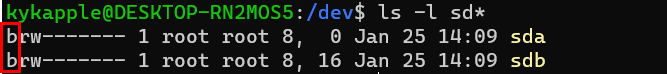 kykapple@DESKTOP-RN2MOS5:/dev$ ls -l sd*
brw------- 1 root root 8,  0 Jan 25 14:09 sda
brw------- 1 root root 8, 16 Jan 25 14:09 sdb